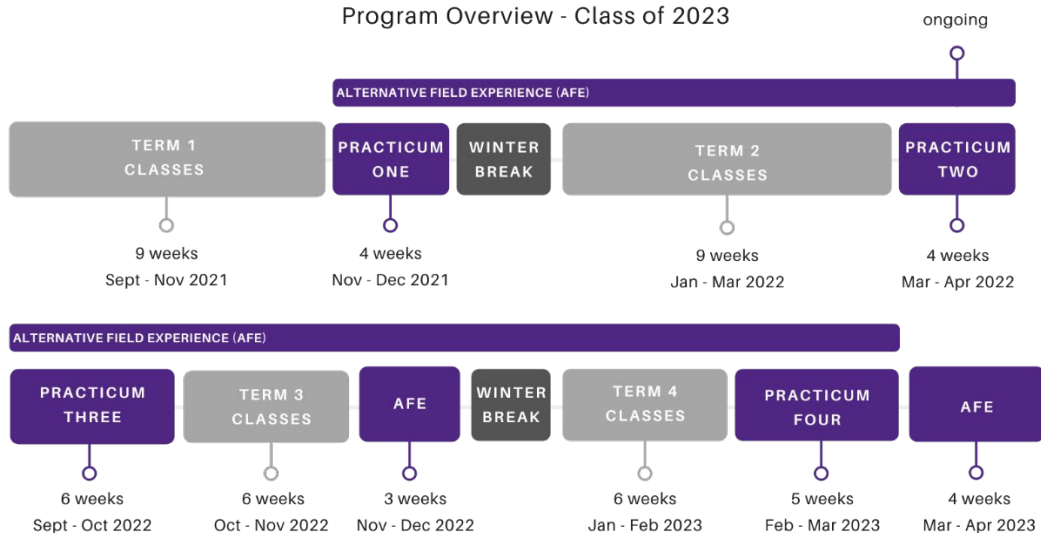 Program Overview - Class of 2023
ongoing
ALTERNATIVE FIELD EXPERIENCE (AFE)
TERM 1
CLASSES
PRACTICUM
ONE
WINTER
BREAK
TERM 2
CLASSES
PRACTICUM
TWO
9 weeks
Sept - Nov 2021
4 weeks
Nov - Dec 2021
9 weeks
Jan - Mar 2022
4 weeks
Mar - Apr 2022
ALTERNATIVE FIELD EXPERIENCE (AFE)
PRACTICUM
THREE
TERM 3
CLASSES
AFE
WINTER
BREAK
TERM 4
CLASSES
PRACTICUM
FOUR
AFE
6 weeks
Sept - Oct 2022
6 weeks
Oct - Nov 2022
3 weeks
Nov - Dec 2022
6 weeks
Jan - Feb 2023
5 weeks
Feb - Mar 2023
4 weeks
Mar - Apr 2023